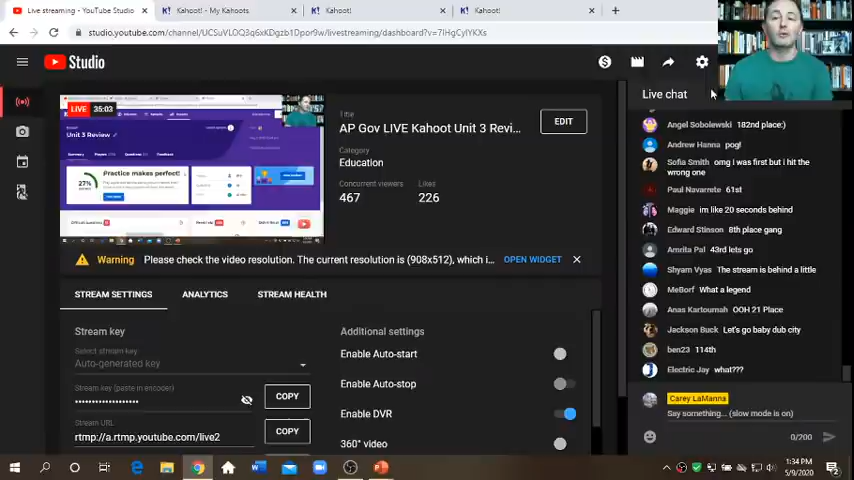 Live streaming - YouTube Studio
Kahoot! - My Kahoots
Kahoot!
Kahoot!
studio.youtube.com/channel/UCSuVLOQ3q6xKDgzb1Dpor9w/livestreaming/dashboard?v=7IHgCyIYKXs
Studio
LIVE 35:03
Unit 3 Review
Practice makes perfect!
27%
Title
AP Gov LIVE Kahoot Unit 3 Revi...
EDIT
Category
Education
Concurrent viewers
Likes
467
226
Warning Please check the video resolution. The current resolution is (908x512), which i...
OPEN WIDGET
STREAM SETTINGS
ANALYTICS
STREAM HEALTH
Stream key
Select stream key
Auto-generated key
Stream key (paste in encoder)
COPY
Stream URL
rtmp://a.rtmp.youtube.com/live2
COPY
Additional settings
Enable Auto-start
Enable Auto-stop
Enable DVR
360° video
Live chat
Angel Sobolewski 182nd place:)
Andrew Hanna pog!
Sofia Smith omg i was first but i hit the
wrong one
Paul Navarrete 61st
Maggie im like 20 seconds behind
Edward Stinson 8th place gang
Amrita Pal 43rd lets go
Shyam Vyas The stream is behind a little
MeBorf What a legend
Anas Kartoumah OOH 21 Place
Jackson Buck Let's go baby dub city
ben23 114th
Electric Jay what???
Carey LaManna
Say something... (slow mode is on)
0/200
1:34 PM
5/9/2020